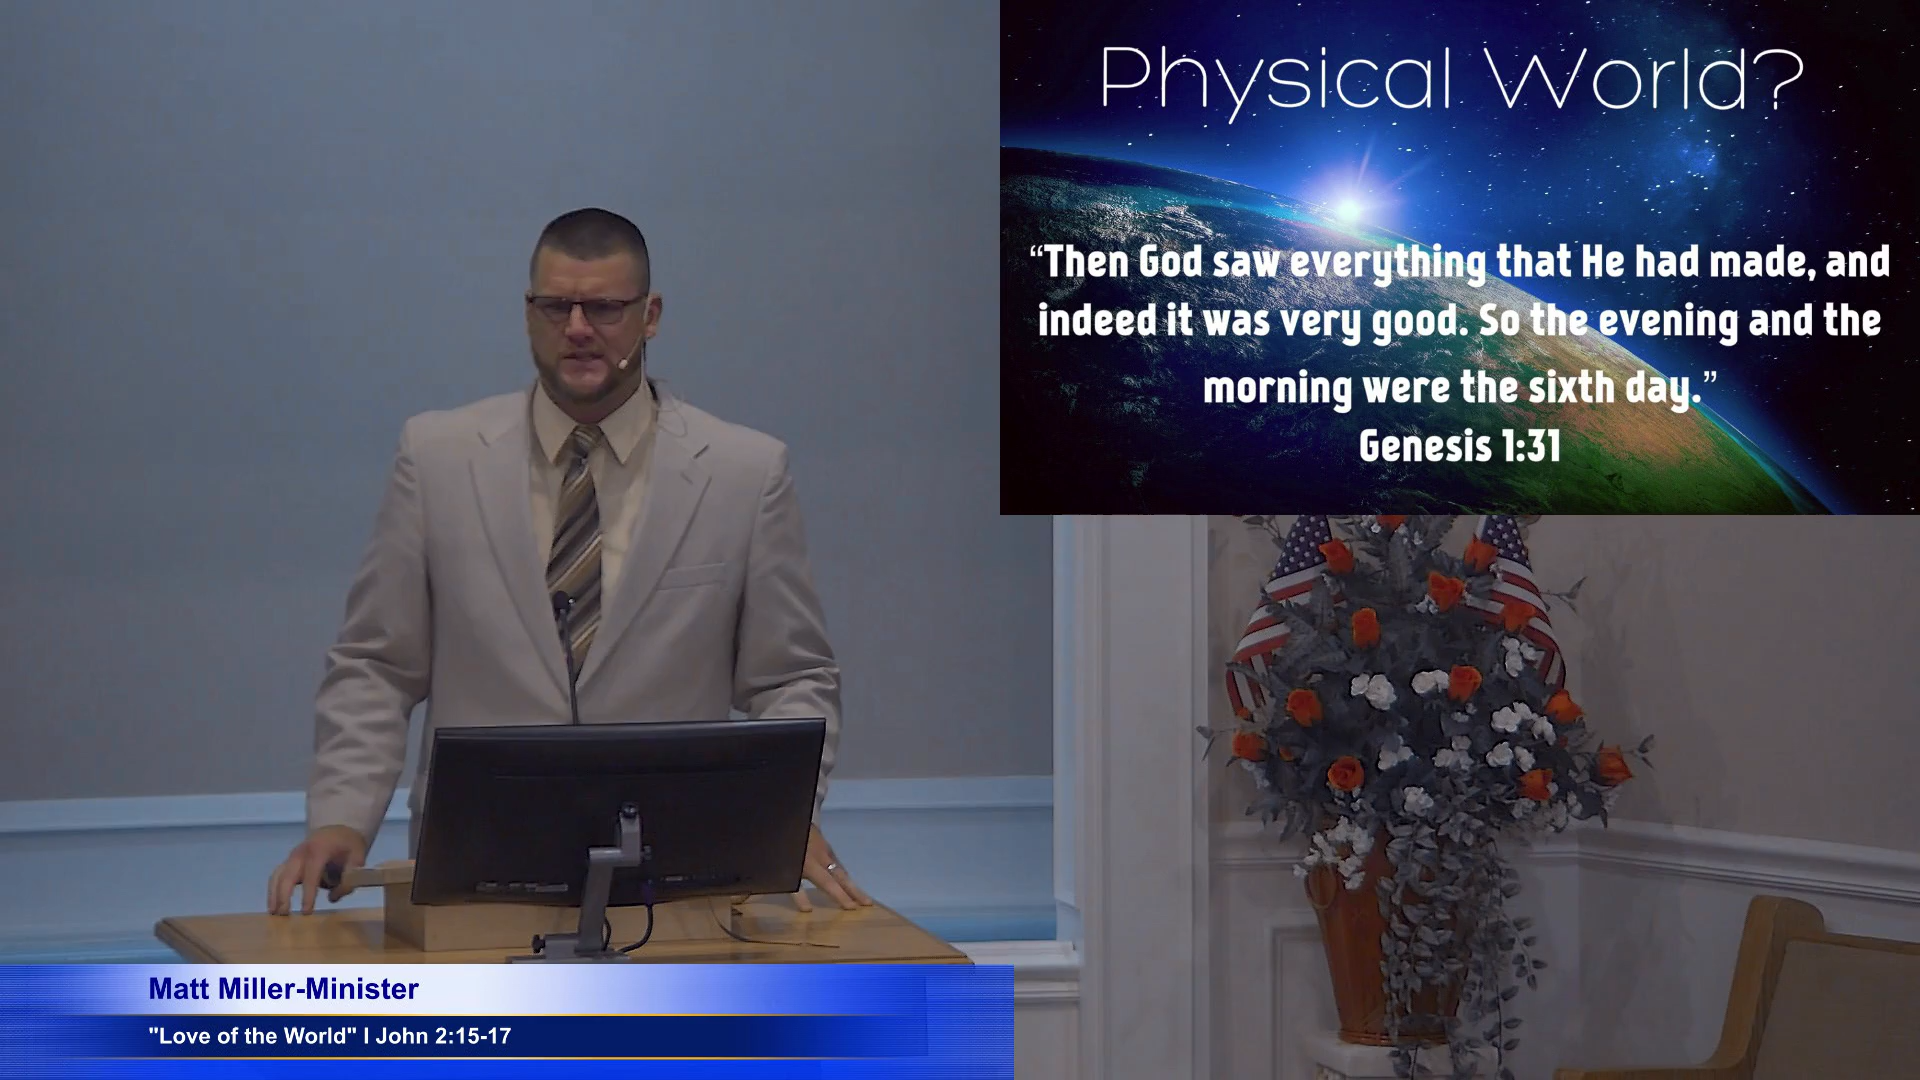 Physical World?
“Then God saw everything that He had made, and
indeed it was very good. So the evening and the
morning were the sixth day.”
Genesis 1:31
Matt Miller-Minister
"Love of the World" I John 2:15-17